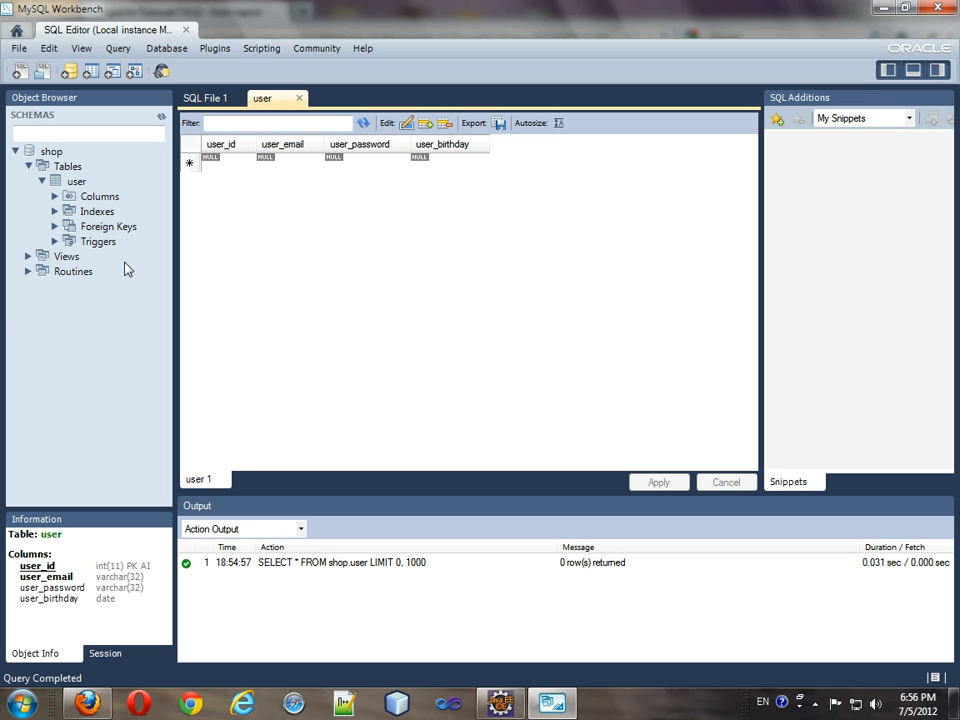 MySQL Workbench
SQL Editor (Local instance M...
File Edit View Query Database Plugins Scripting Community Help
ORACLE
Object Browser
SCHEMAS
shop
Tables
user
Columns
Indexes
Foreign Keys
Triggers
Views
Routines
SQL File 1
user
Filter:
Edit:
Export:
Autosize:
user_id user_email user_password user_birthday
NULL NULL NULL NULL
user 1
Apply
Cancel
SQL Additions
My Snippets
Snippets
Information
Table: user
Columns:
user_id int(11) PK AI
user_email varchar(32)
user_password varchar(32)
user_birthday date
Object Info
Session
Output
Action Output
Time Action Message Duration / Fetch
1 18:54:57 SELECT * FROM shop.user LIMIT 0, 1000 0 row(s) returned 0.031 sec / 0.000 sec
Query Completed
Java EE
IDE
EN
6:56 PM
7/5/2012